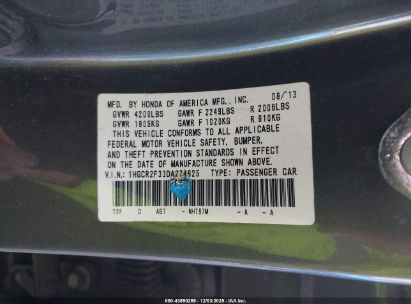 MFD. BY HONDA OF AMERICA MFG., INC. 08/13
GVWR 4200LBS GAWR F 2249LBS R 2006LBS
GVWR 1905KG GAWR F 1020KG R 910KG
THIS VEHICLE CONFORMS TO ALL APPLICABLE
FEDERAL MOTOR VEHICLE SAFETY, BUMPER,
AND THEFT PREVENTION STANDARDS IN EFFECT
ON THE DATE OF MANUFACTURE SHOWN ABOVE.
V.I.N.: TYPE: PASSENGER CAR